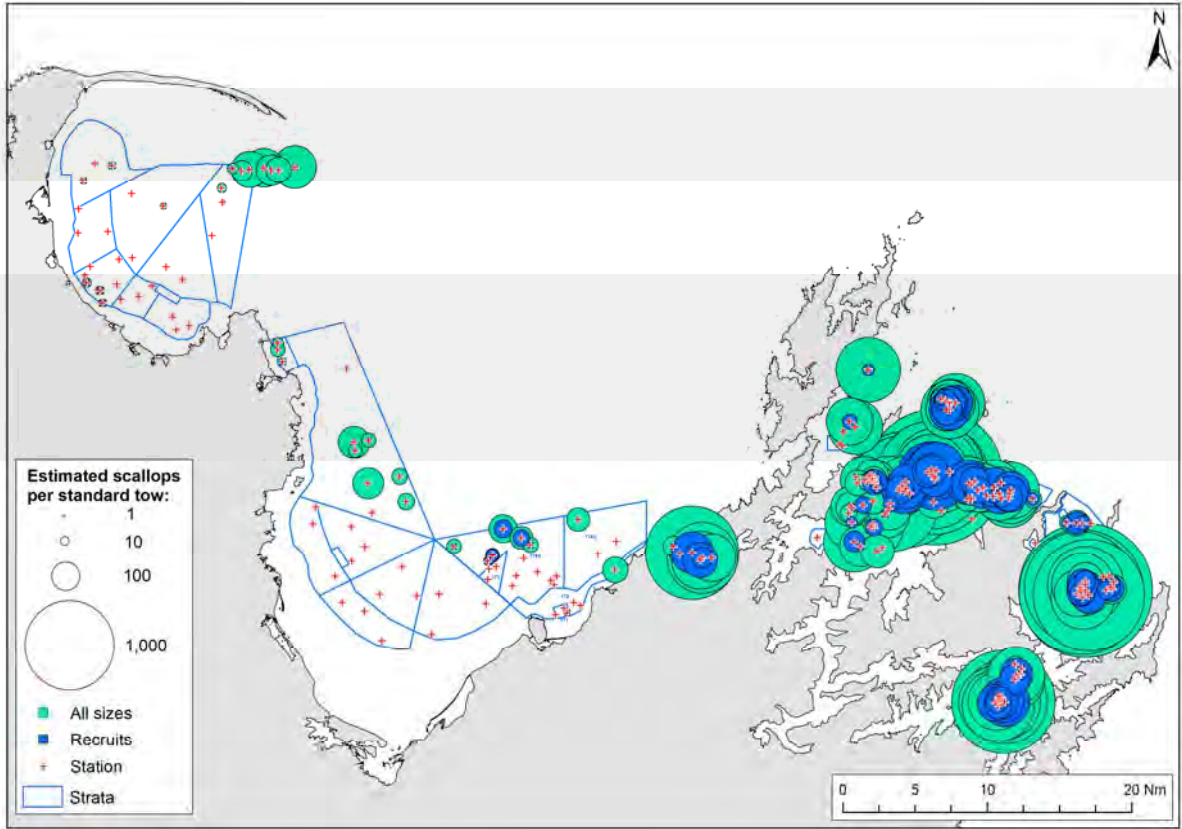 N
Estimated scallops
per standard tow:
1
10
100
1,000
All sizes
Recruits
Station
Strata
0 5 10 20 Nm